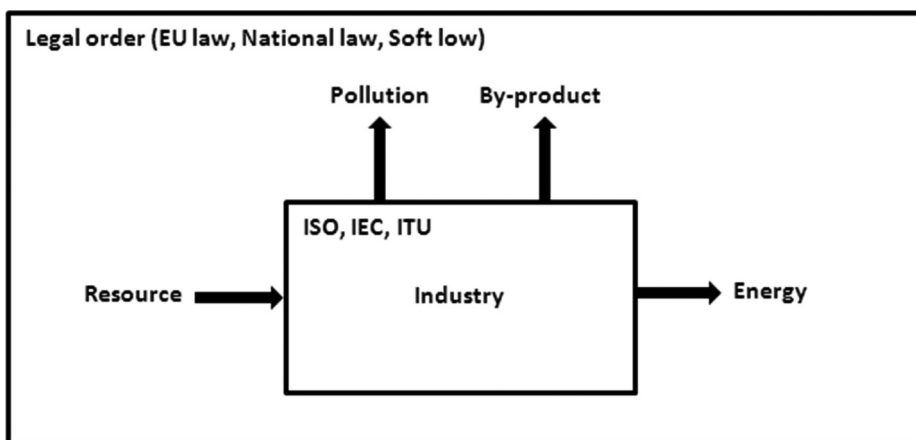 Legal order (EU law, National law, Soft low)
Pollution By-product
ISO, IEC, ITU
Resource Industry Energy